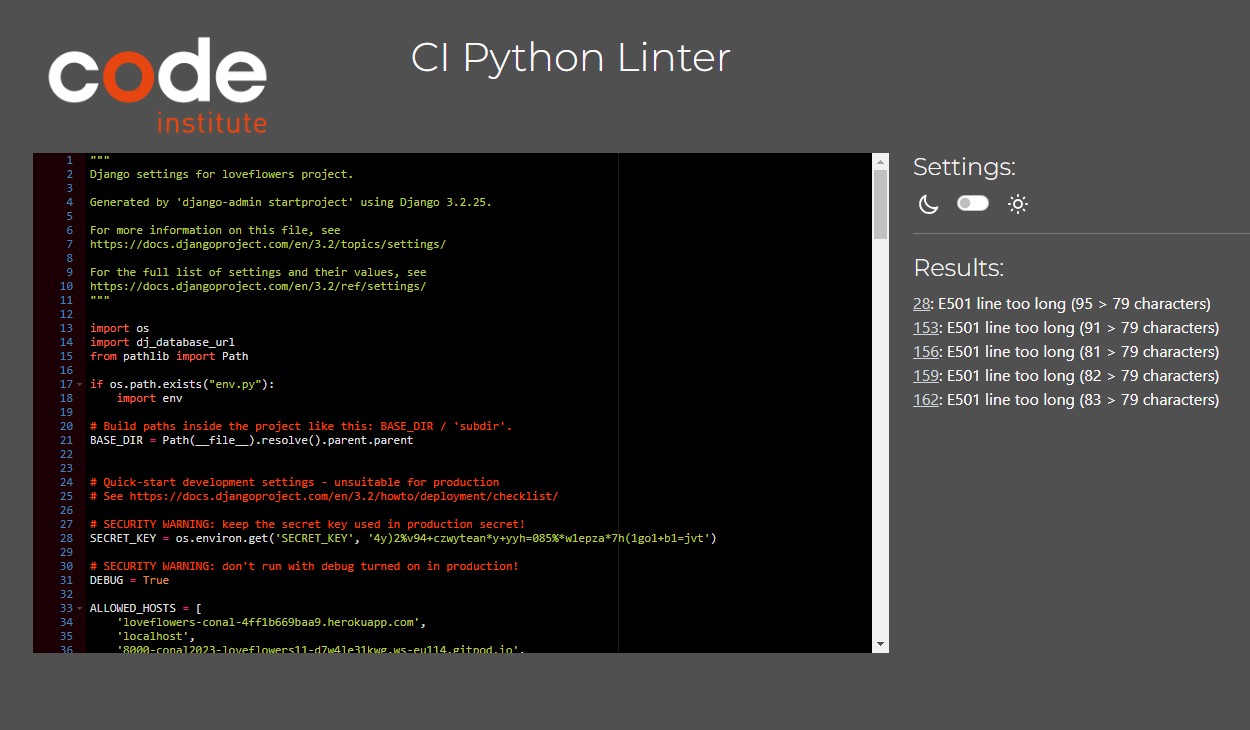 code
institute
CI Python Linter
1 """
2 Django settings for loveflowers project.
3
4 Generated by 'django-admin startproject' using Django 3.2.25.
5
6 For more information on this file, see
7 https://docs.djangoproject.com/en/3.2/topics/settings/
8
9 For the full list of settings and their values, see
10 https://docs.djangoproject.com/en/3.2/ref/settings/
11 """
12
13 import os
14 import dj_database_url
15 from pathlib import Path
16
17 if os.path.exists("env.py"):
18     import env
19
20 # Build paths inside the project like this: BASE_DIR / 'subdir'.
21 BASE_DIR = Path(__file__).resolve().parent.parent
22
23
24 # Quick-start development settings - unsuitable for production
25 # See https://docs.djangoproject.com/en/3.2/howto/deployment/checklist/
26
27 # SECURITY WARNING: keep the secret key used in production secret!
28 SECRET_KEY = os.environ.get('SECRET_KEY', '4y)2%v94+czwytean*y+yyh=085%*wlepza*7h(1go1+b1=jvt')
29
30 # SECURITY WARNING: don't run with debug turned on in production!
31 DEBUG = True
32
33 ALLOWED_HOSTS = [
34     'loveflowers-conal-4ff1b669baa9.herokuapp.com',
35     'localhost',
36     '8000-conal2023-loveflowers11-d7w4le31kwg.ws-eu114.gitpod.io',
Settings:
Results:
28: E501 line too long (95 > 79 characters)
153: E501 line too long (91 > 79 characters)
156: E501 line too long (81 > 79 characters)
159: E501 line too long (82 > 79 characters)
162: E501 line too long (83 > 79 characters)